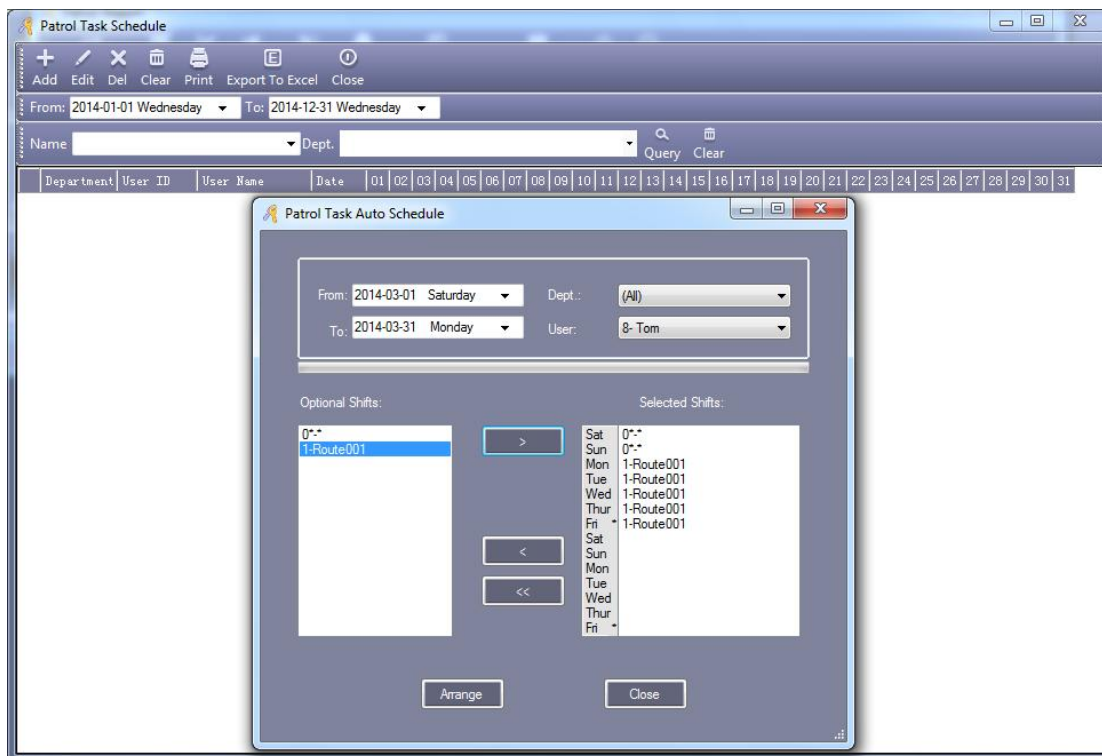 Patrol Task Schedule
Add Edit Del Clear Print Export To Excel Close
From: 2014-01-01 Wednesday To: 2014-12-31 Wednesday
Name Dept. Query Clear
Department User ID User Name Date 01 02 03 04 05 06 07 08 09 10 11 12 13 14 15 16 17 18 19 20 21 22 23 24 25 26 27 28 29 30 31
Patrol Task Auto Schedule
From: 2014-03-01 Saturday Dept.: (All)
To: 2014-03-31 Monday User: 8- Tom
Optional Shifts: Selected Shifts:
0*-* > Sat 0*-*
1-Route001 Sun 0*-*
Mon 1-Route001
Tue 1-Route001
Wed 1-Route001
Thur 1-Route001
Fri * 1-Route001
Sat
< Sun
Mon
Tue
<< Wed
Thur
Fri *
Arrange Close